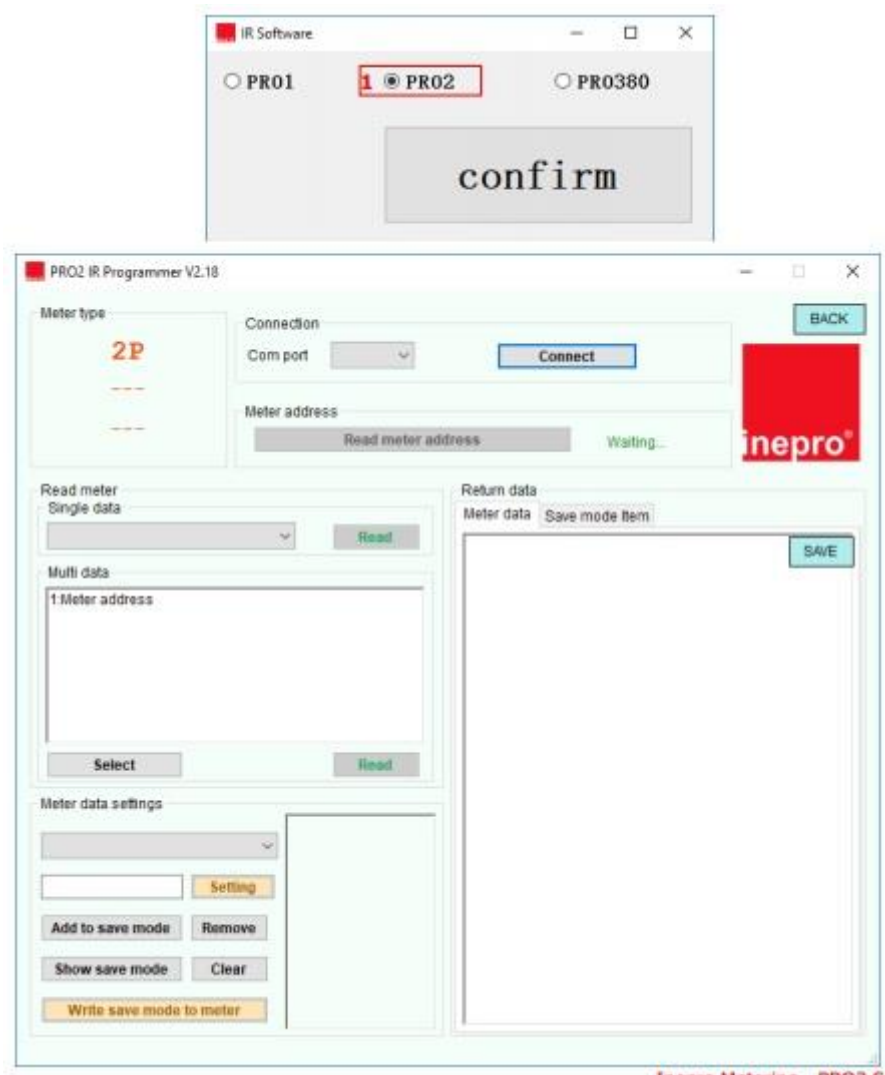 IR Software
PRO1
1 PRO2
PRO380
confirm
PRO2 IR Programmer V2.18
Meter type
2P
---
---
Connection
Com port
Connect
BACK
Meter address
Read meter address
Waiting...
inepro®
Read meter
Single data
Read
Multi data
1:Meter address
Select
Read
Return data
Meter data
Save mode Item
SAVE
Meter data settings
Setting
Add to save mode
Remove
Show save mode
Clear
Write save mode to meter